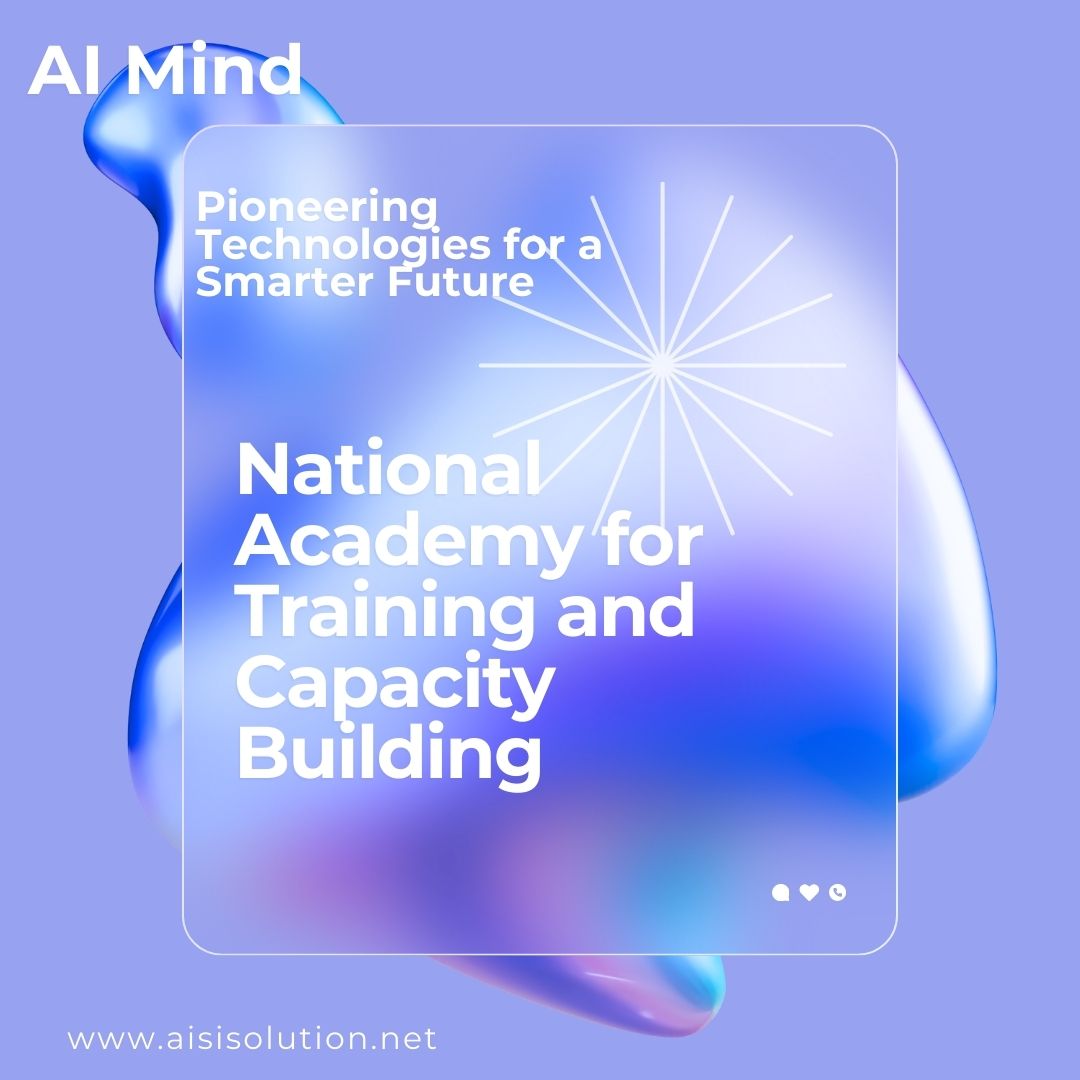 AI Mind
Pioneering
Technologies for a
Smarter Future
National
Academy for
Training and
Capacity
Building
www.aisisolution.net